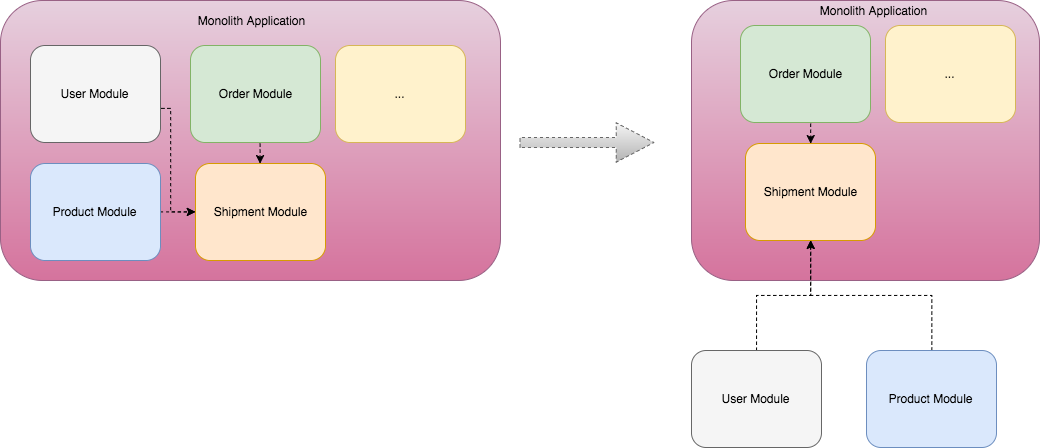 Monolith Application
User Module
Order Module
...
Product Module
Shipment Module
Monolith Application
Order Module
...
Shipment Module
User Module
Product Module